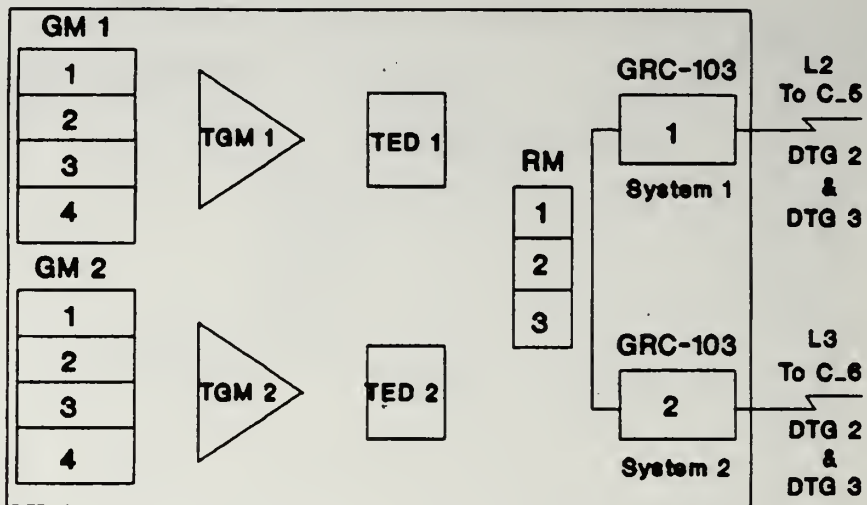 GM 1
1
2
3
4
TGM 1
TED 1
RM
1
2
3
GRC-103
1
System 1
L2
To C_5
DTG 2
&
DTG 3
GM 2
1
2
3
4
TGM 2
TED 2
GRC-103
2
System 2
L3
To C_6
DTG 2
&
DTG 3